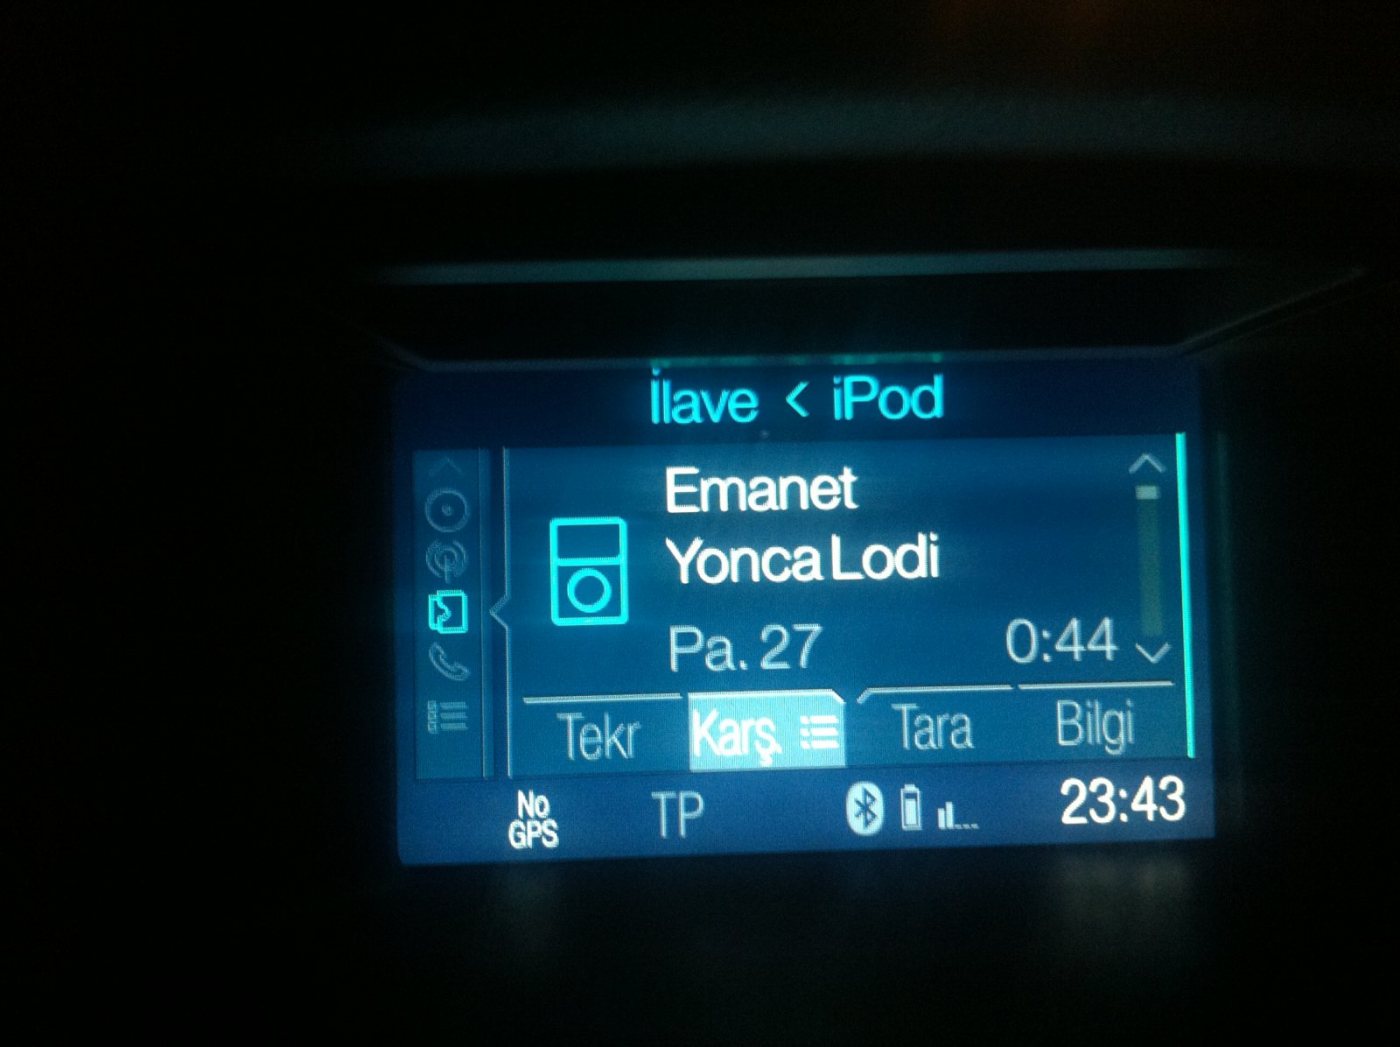 İlave < iPod
Emanet
Yonca Lodi
Pa. 27 0:44
Tekr Karş. Tara Bilgi
No
GPS
TP 23:43